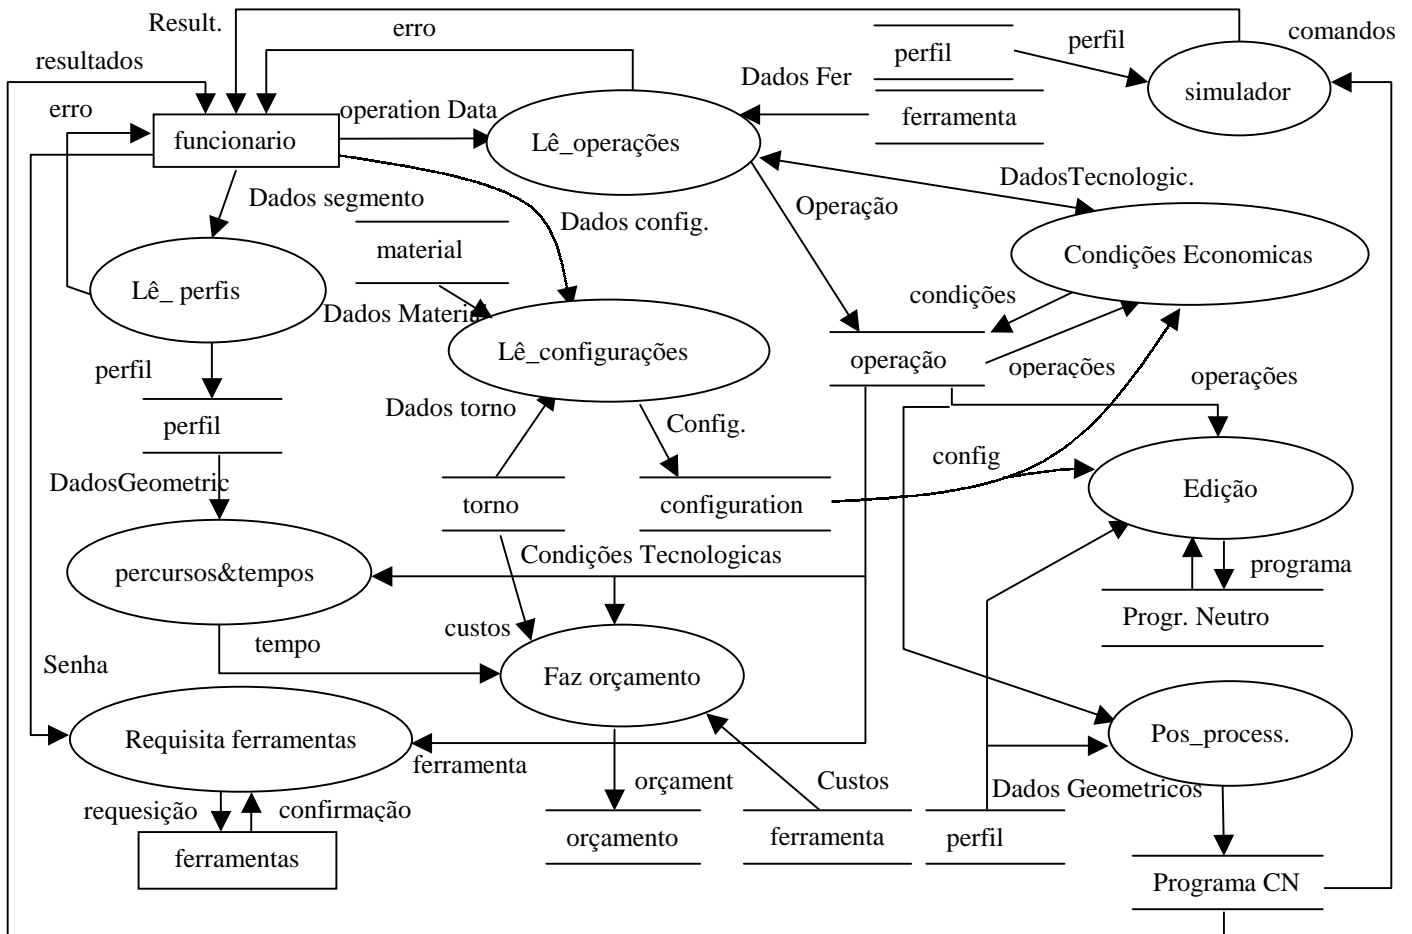 Result.
erro
perfil
perfil
comandos
resultados
Dados Fer
simulador
erro
operation Data
ferramenta
funcionario
Lê_operações
DadosTecnologic.
Dados segmento
Dados config.
Operação
material
Condições Economicas
Lê_ perfis
condições
Dados Material
Lê_configurações
operação
operações
perfil
operações
Dados torno
Config.
perfil
config
DadosGeometric
Edição
torno
configuration
Condições Tecnologicas
programa
percursos&tempos
custos
Progr. Neutro
tempo
Senha
Faz orçamento
Requisita ferramentas
Pos_process.
ferramenta
orçament
Custos
Dados Geometricos
requesição
confirmação
orçamento
ferramenta
perfil
ferramentas
Programa CN